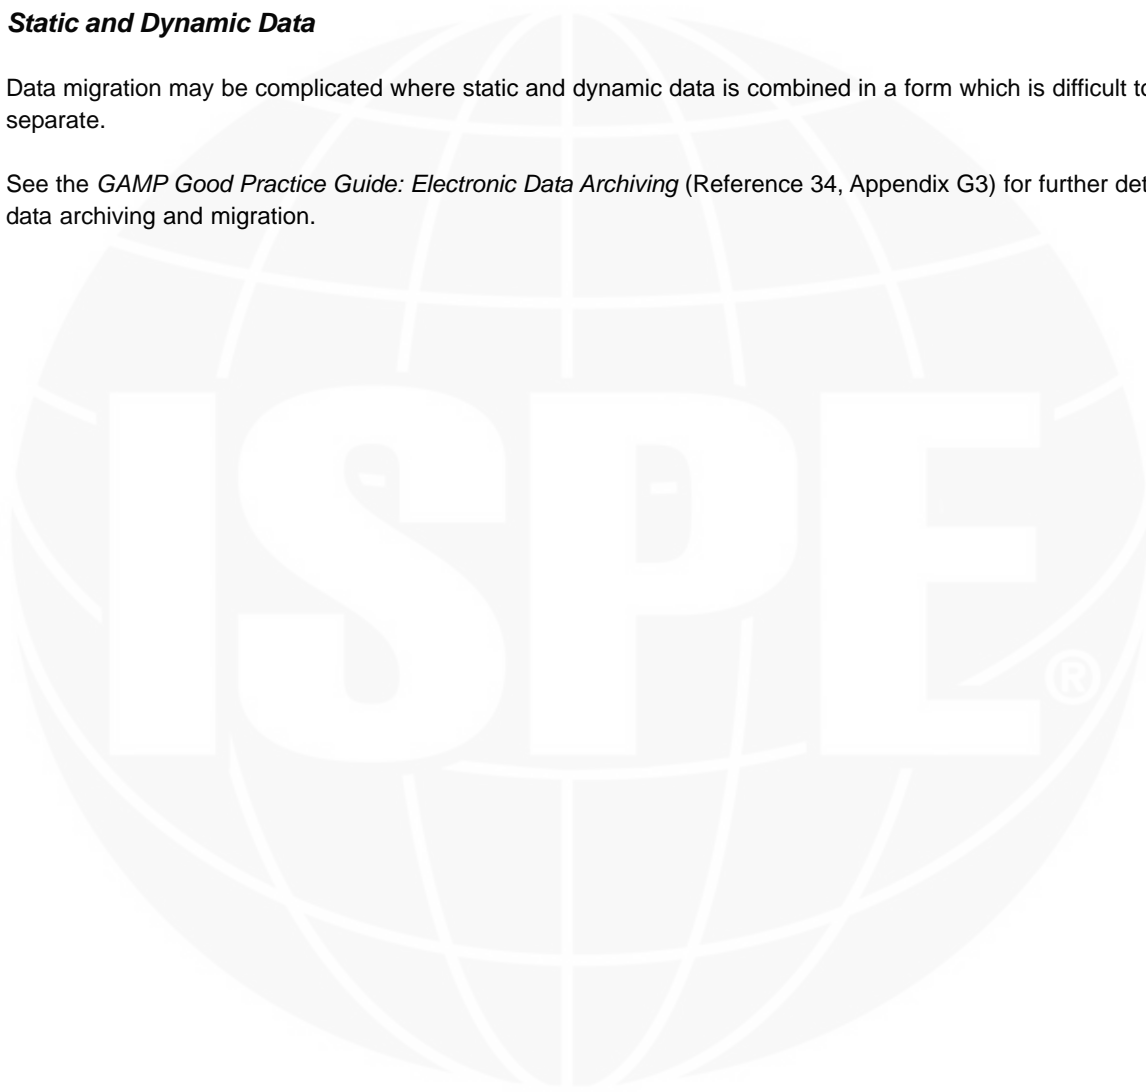 Static and Dynamic Data
Data migration may be complicated where static and dynamic data is combined in a form which is difficult to
separate.
See the GAMP Good Practice Guide: Electronic Data Archiving (Reference 34, Appendix G3) for further det
data archiving and migration.
ISPE
®